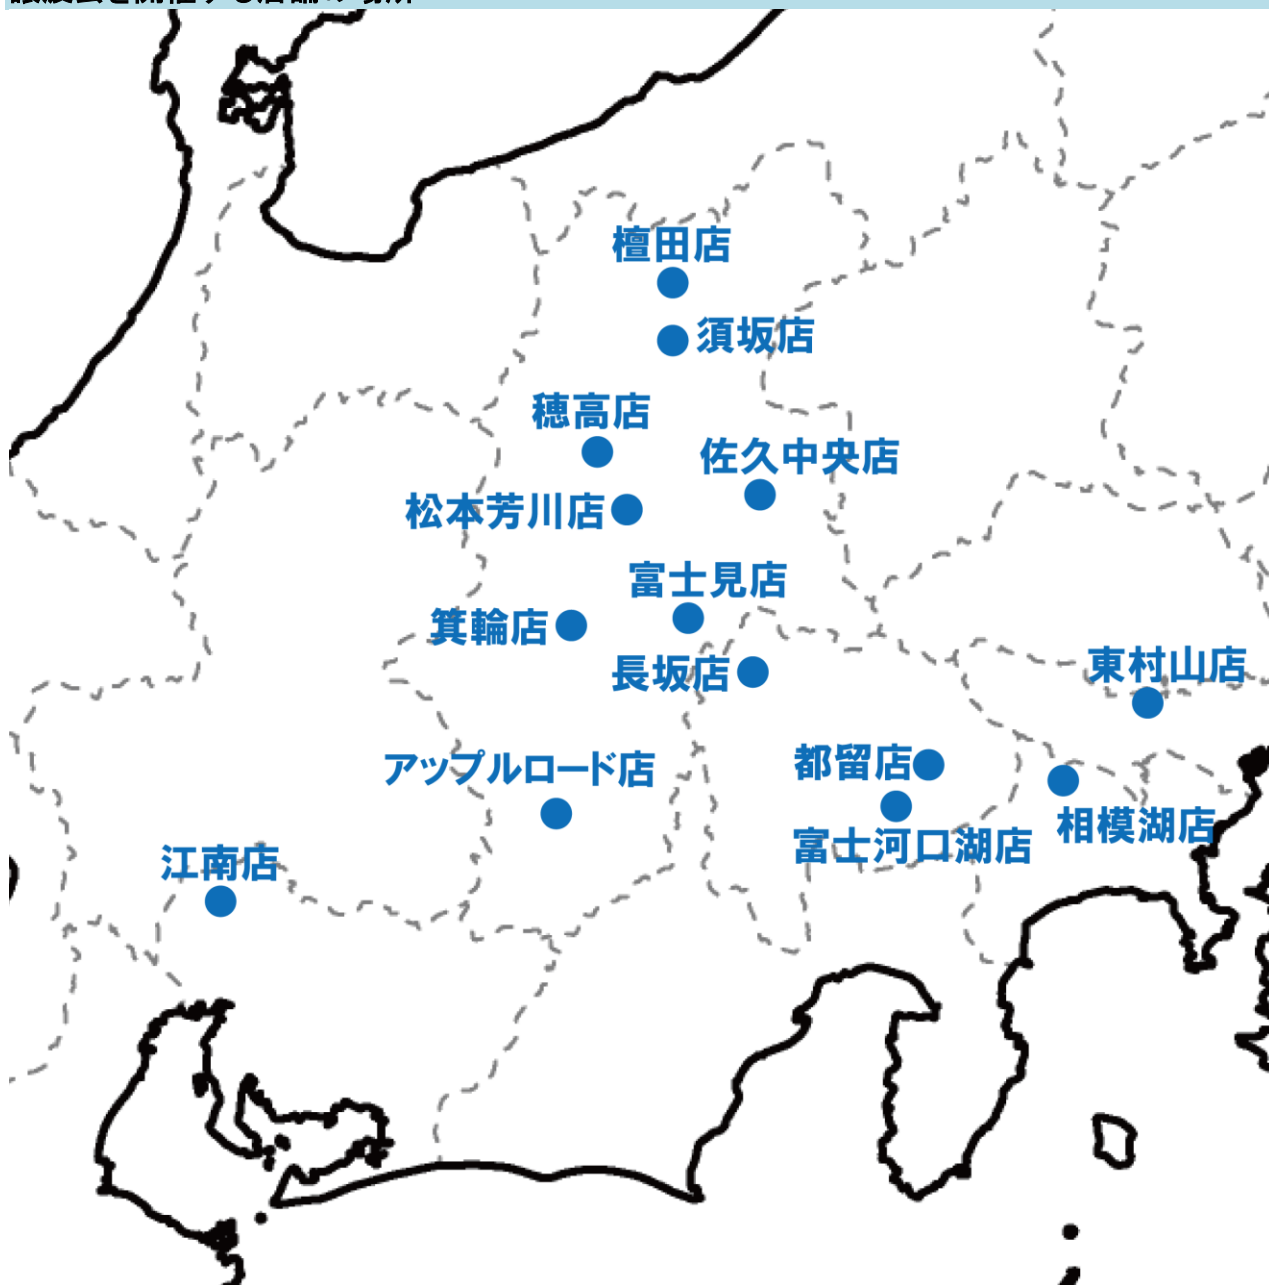 檀田店
須坂店
穂高店
佐久中央店
松本芳川店
富士見店
箕輪店
長坂店
東村山店
アップルロード店
都留店
相模湖店
富士河口湖店
江南店